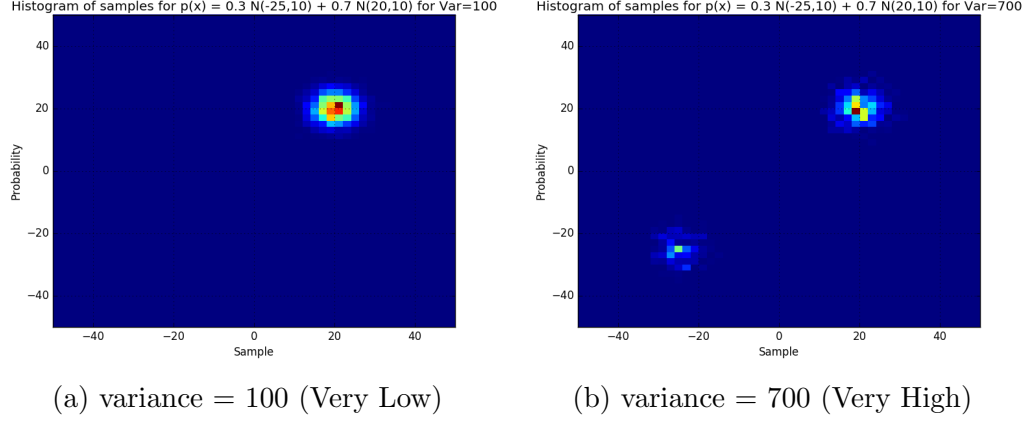 Histogram of samples for p(x) = 0.3 N(-25,10) + 0.7 N(20,10) for Var=100
40
20
0
−20
−40
Probability
−40 −20 0 20 40
Sample
(a) variance = 100 (Very Low)
Histogram of samples for p(x) = 0.3 N(-25,10) + 0.7 N(20,10) for Var=700
40
20
0
−20
−40
Probability
−40 −20 0 20 40
Sample
(b) variance = 700 (Very High)